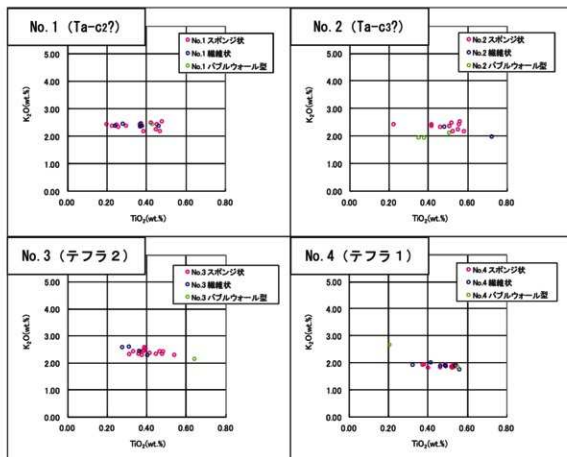 No. 1 (Ta-c2?)
No.1 スポンジ状
No.1 繊維状
No.1 バブルウォール型
K₂O(wt.%)
5.00
4.00
3.00
2.00
1.00
0.00
0.00 0.20 0.40 0.60 0.80
TiO₂(wt.%)
No. 2 (Ta-c3?)
No.2 スポンジ状
No.2 繊維状
No.2 バブルウォール型
K₂O(wt.%)
5.00
4.00
3.00
2.00
1.00
0.00
0.00 0.20 0.40 0.60 0.80
TiO₂(wt.%)
No. 3 (テフラ 2)
No.3 スポンジ状
No.3 繊維状
No.3 バブルウォール型
K₂O(wt.%)
5.00
4.00
3.00
2.00
1.00
0.00
0.00 0.20 0.40 0.60 0.80
TiO₂(wt.%)
No. 4 (テフラ 1)
No.4 スポンジ状
No.4 繊維状
No.4 バブルウォール型
K₂O(wt.%)
5.00
4.00
3.00
2.00
1.00
0.00
0.00 0.20 0.40 0.60 0.80
TiO₂(wt.%)